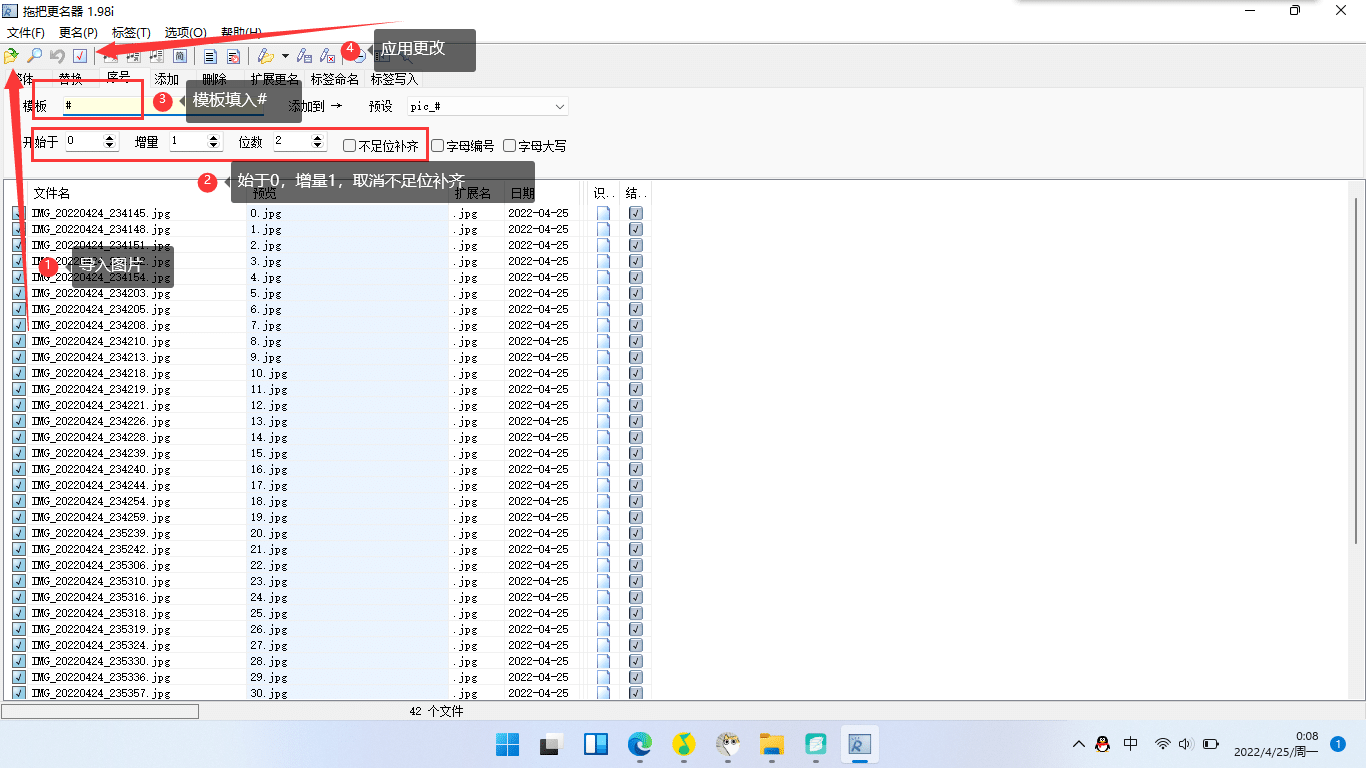 拖把更名器 1.98i
文件(F) 更名(P) 标签(T) 选项(O) 帮助(H)
4 应用更改
替换 序号 添加 删除 扩展更名 标签命名 标签写入
模板 # 3 模板填入# 添加到 → 预设 pic_#
开始于 0 增量 1 位数 2 不足位补齐 字母编号 字母大写
2 始于0，增量1，取消不足位补齐
文件名 预览 扩展名 日期 识.. 结..
IMG_20220424_234145.jpg 0.jpg .jpg 2022-04-25
IMG_20220424_234148.jpg 1.jpg .jpg 2022-04-25
IMG_20220424_234151.jpg 2.jpg .jpg 2022-04-25
1 导入图片 3.jpg .jpg 2022-04-25
IMG_20220424_234154.jpg 4.jpg .jpg 2022-04-25
IMG_20220424_234203.jpg 5.jpg .jpg 2022-04-25
IMG_20220424_234205.jpg 6.jpg .jpg 2022-04-25
IMG_20220424_234208.jpg 7.jpg .jpg 2022-04-25
IMG_20220424_234210.jpg 8.jpg .jpg 2022-04-25
IMG_20220424_234213.jpg 9.jpg .jpg 2022-04-25
IMG_20220424_234218.jpg 10.jpg .jpg 2022-04-25
IMG_20220424_234219.jpg 11.jpg .jpg 2022-04-25
IMG_20220424_234221.jpg 12.jpg .jpg 2022-04-25
IMG_20220424_234226.jpg 13.jpg .jpg 2022-04-25
IMG_20220424_234228.jpg 14.jpg .jpg 2022-04-25
IMG_20220424_234239.jpg 15.jpg .jpg 2022-04-25
IMG_20220424_234240.jpg 16.jpg .jpg 2022-04-25
IMG_20220424_234244.jpg 17.jpg .jpg 2022-04-25
IMG_20220424_234254.jpg 18.jpg .jpg 2022-04-25
IMG_20220424_234259.jpg 19.jpg .jpg 2022-04-25
IMG_20220424_235239.jpg 20.jpg .jpg 2022-04-25
IMG_20220424_235242.jpg 21.jpg .jpg 2022-04-25
IMG_20220424_235306.jpg 22.jpg .jpg 2022-04-25
IMG_20220424_235310.jpg 23.jpg .jpg 2022-04-25
IMG_20220424_235316.jpg 24.jpg .jpg 2022-04-25
IMG_20220424_235318.jpg 25.jpg .jpg 2022-04-25
IMG_20220424_235319.jpg 26.jpg .jpg 2022-04-25
IMG_20220424_235324.jpg 27.jpg .jpg 2022-04-25
IMG_20220424_235330.jpg 28.jpg .jpg 2022-04-25
IMG_20220424_235336.jpg 29.jpg .jpg 2022-04-25
IMG_20220424_235357.jpg 30.jpg .jpg 2022-04-25
42 个文件
中 0:08 1
2022/4/25/周一